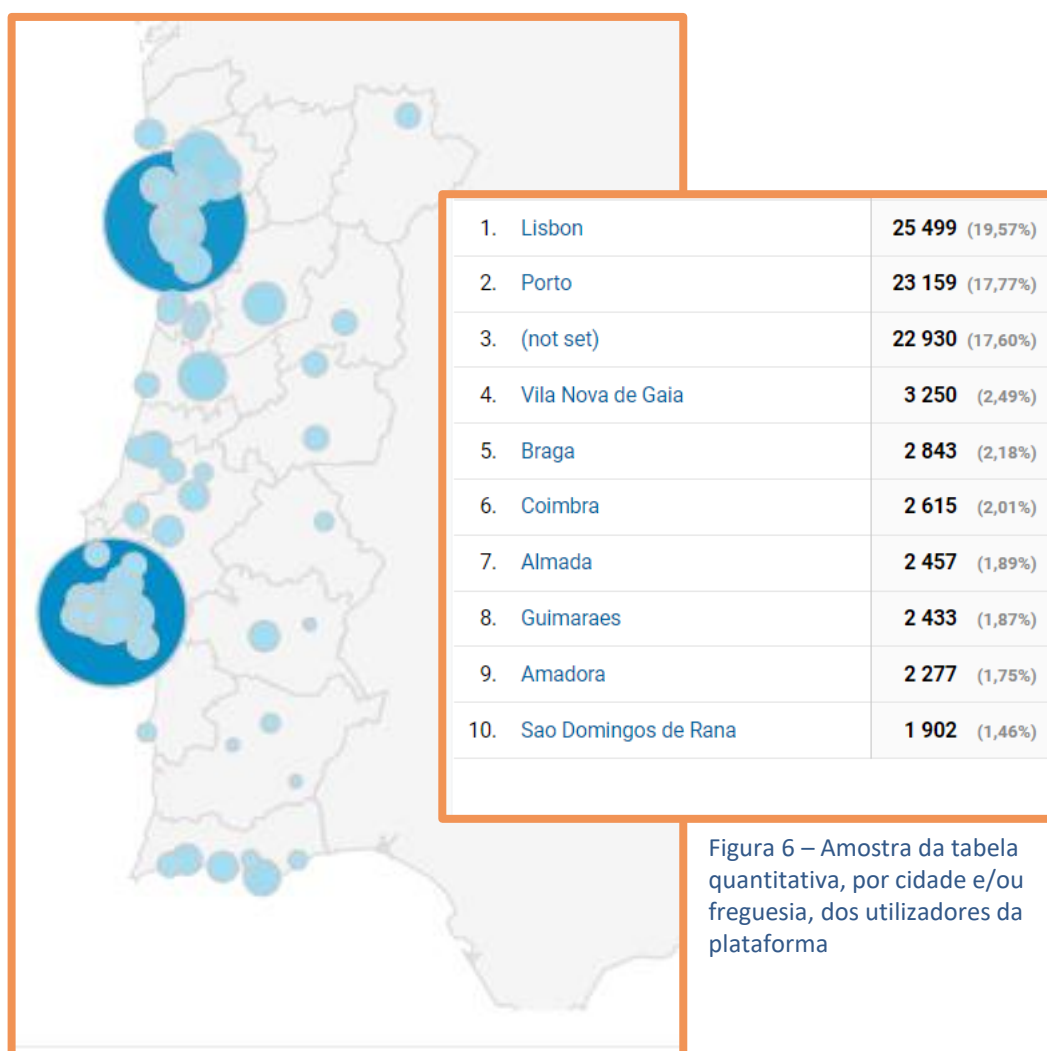 1. Lisbon 25 499 (19,57%)
2. Porto 23 159 (17,77%)
3. (not set) 22 930 (17,60%)
4. Vila Nova de Gaia 3 250 (2,49%)
5. Braga 2 843 (2,18%)
6. Coimbra 2 615 (2,01%)
7. Almada 2 457 (1,89%)
8. Guimaraes 2 433 (1,87%)
9. Amadora 2 277 (1,75%)
10. Sao Domingos de Rana 1 902 (1,46%)
Figura 6 – Amostra da tabela
quantitativa, por cidade e/ou
freguesia, dos utilizadores da
plataforma